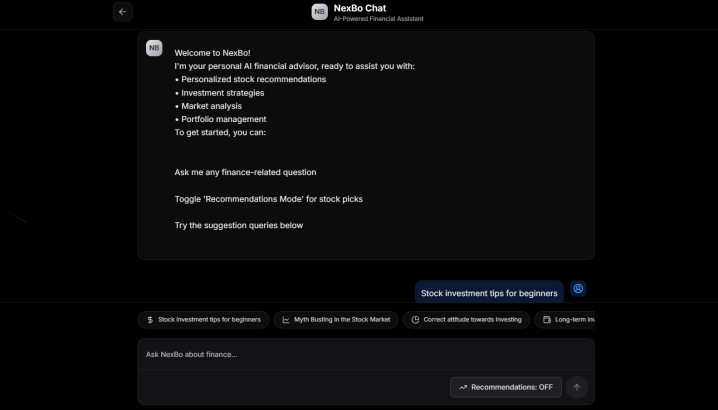 NB
NexBo Chat
AI-Powered Financial Assistant
NB
Welcome to NexBo!
I'm your personal AI financial advisor, ready to assist you with:
• Personalized stock recommendations
• Investment strategies
• Market analysis
• Portfolio management
To get started, you can:
Ask me any finance-related question
Toggle 'Recommendations Mode' for stock picks
Try the suggestion queries below
Stock investment tips for beginners
Stock investment tips for beginners
Myth Busting in the Stock Market
Correct attitude towards investing
Long-term
Ask NexBo about finance...
Recommendations: OFF